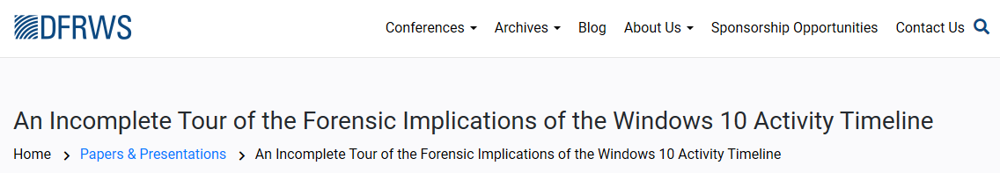 DFRWS
Conferences Archives Blog About Us Sponsorship Opportunities Contact Us
An Incomplete Tour of the Forensic Implications of the Windows 10 Activity Timeline
Home > Papers & Presentations > An Incomplete Tour of the Forensic Implications of the Windows 10 Activity Timeline